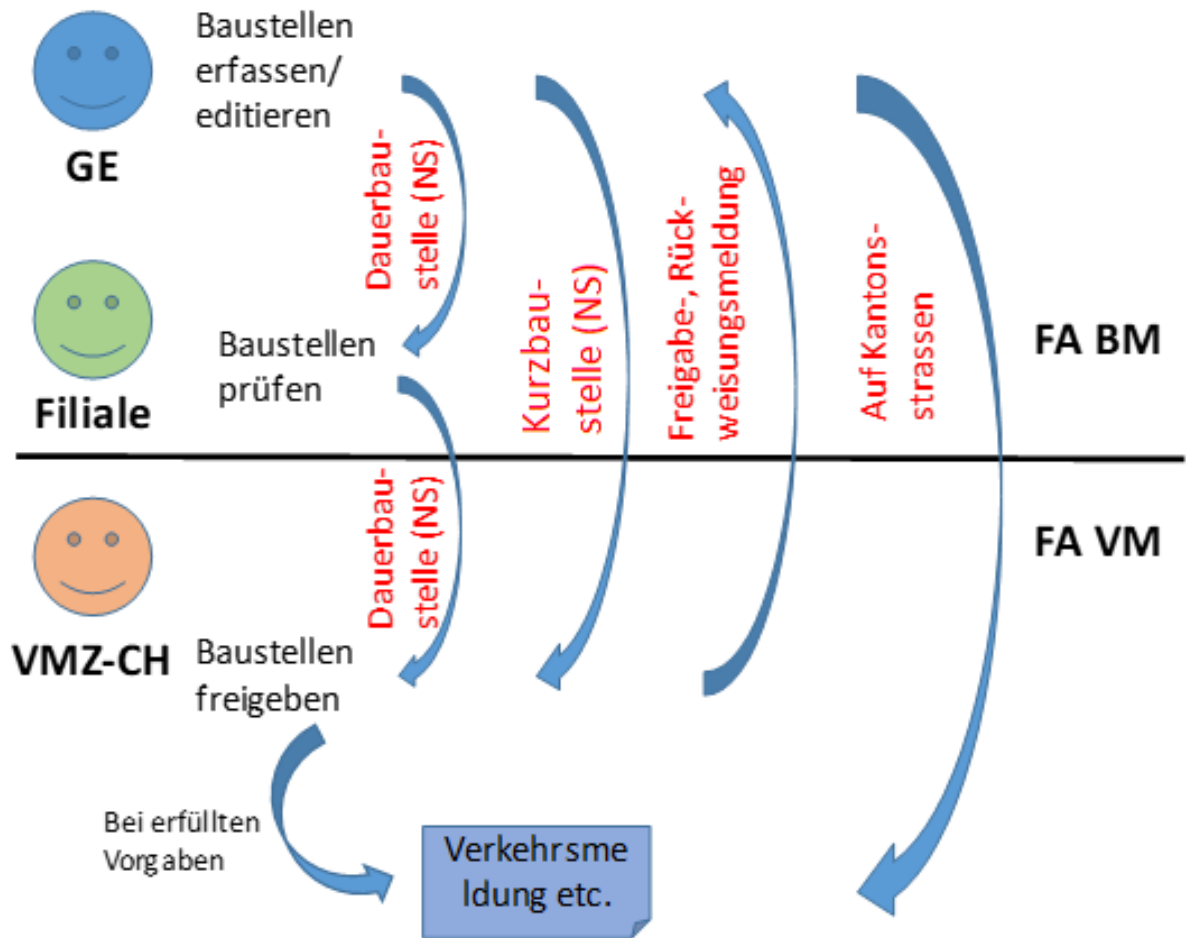 Baustellen
erfassen/
editieren
GE
Dauerbau-
stelle (NS)
Kurzbau-
stelle (NS)
Freigabe-, Rück-
weisungsmeldung
Auf Kantons-
strassen
Baustellen
prüfen
Filiale
FA BM
FA VM
Dauerbau-
stelle (NS)
VMZ-CH
Baustellen
freigeben
Bei erfüllten
Vorgaben
Verkehrsme
ldung etc.